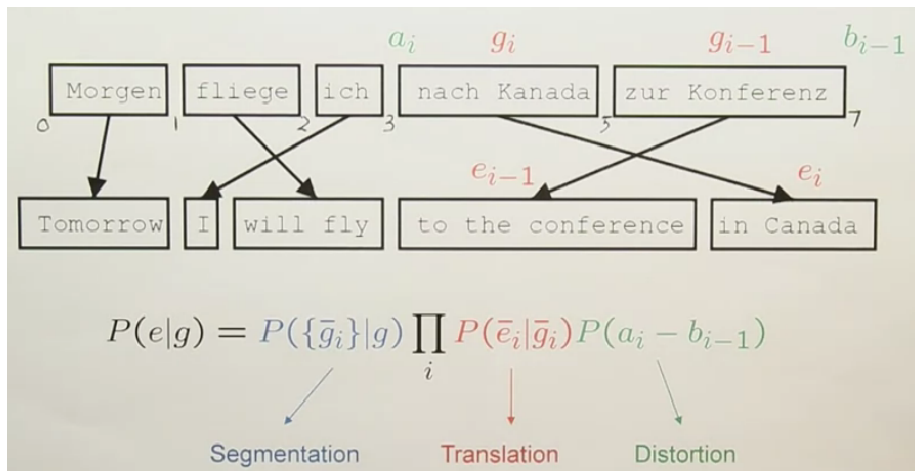 a_i g_i g_{i-1} b_{i-1}
Morgen fliege ich nach Kanada zur Konferenz
0 1 2 3 5 7
e_{i-1} e_i
Tomorrow I will fly to the conference in Canada
P(e|g) = P({ḡ_i}|g) ∏_i P(ē_i|ḡ_i)P(a_i − b_{i-1})
Segmentation Translation Distortion